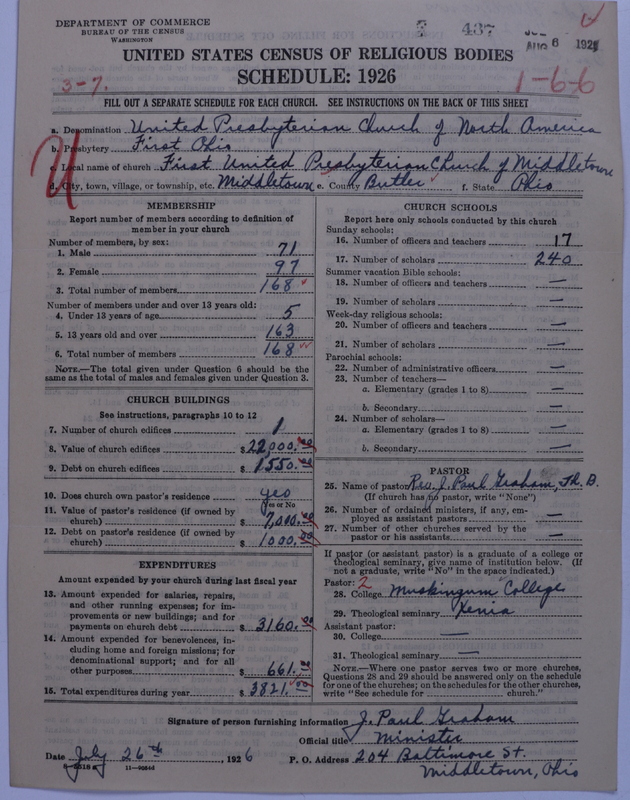 DEPARTMENT OF COMMERCE
BUREAU OF THE CENSUS
WASHINGTON
437
AUG 6 192
UNITED STATES CENSUS OF RELIGIOUS BODIES
SCHEDULE: 1926
3-7.
1-6-6
FILL OUT A SEPARATE SCHEDULE FOR EACH CHURCH. SEE INSTRUCTIONS ON THE BACK OF THIS SHEET
a. Denomination United Presbyterian Church of North America
b. Presbytery First Ohio
c. Local name of church First United Presbyterian Church of Middletown
d. City, town, village, or township, etc. Middletown e. County Butler f. State Ohio
MEMBERSHIP
Report number of members according to definition of
member in your church
Number of members, by sex:
1. Male 71
2. Female 97
3. Total number of members 168
Number of members under and over 13 years old:
4. Under 13 years of age 5
5. 13 years old and over 163
6. Total number of members 168
NOTE.—The total given under Question 6 should be the
same as the total of males and females given under Question 3.
CHURCH BUILDINGS
See instructions, paragraphs 10 to 12
7. Number of church edifices 1
8. Value of church edifices $22,000.00
9. Debt on church edifices $1550.00
10. Does church own pastor's residence yes
Yes or No
11. Value of pastor's residence (if owned by
church) $7,000.00
12. Debt on pastor's residence (if owned by
church) $1000.00
EXPENDITURES
Amount expended by your church during last fiscal year
13. Amount expended for salaries, repairs,
and other running expenses; for im-
provements or new buildings; and for
payments on church debt $3160.00
14. Amount expended for benevolences, in-
cluding home and foreign missions; for
denominational support; and for all
other purposes $661.00
15. Total expenditures during year $3821.00
CHURCH SCHOOLS
Report here only schools conducted by this church
Sunday schools:
16. Number of officers and teachers 17
17. Number of scholars 240
Summer vacation Bible schools:
18. Number of officers and teachers —
19. Number of scholars —
Week-day religious schools:
20. Number of officers and teachers —
21. Number of scholars —
Parochial schools:
22. Number of administrative officers —
23. Number of teachers—
a. Elementary (grades 1 to 8) —
b. Secondary —
24. Number of scholars—
a. Elementary (grades 1 to 8) —
b. Secondary —
PASTOR
25. Name of pastor Rev. J. Paul Graham, Th. B.
(If church has no pastor, write "None")
26. Number of ordained ministers, if any, em-
ployed as assistant pastors —
27. Number of other churches served by the
pastor or his assistants —
If pastor (or assistant pastor) is a graduate of a college or
theological seminary, give name of institution below. (If
not a graduate, write "No" in the space indicated.)
Pastor: 2
28. College Muskingum College
29. Theological seminary Xenia
Assistant pastor:
30. College —
31. Theological seminary —
NOTE.—Where one pastor serves two or more churches,
Questions 28 and 29 should be answered only on the schedule
for one of the churches; on the schedules for the other churches,
write "See schedule for church."
Signature of person furnishing information J. Paul Graham
Official title Minister
Date July 26th, 1926 P. O. Address 204 Baltimore St.
Middletown, Ohio